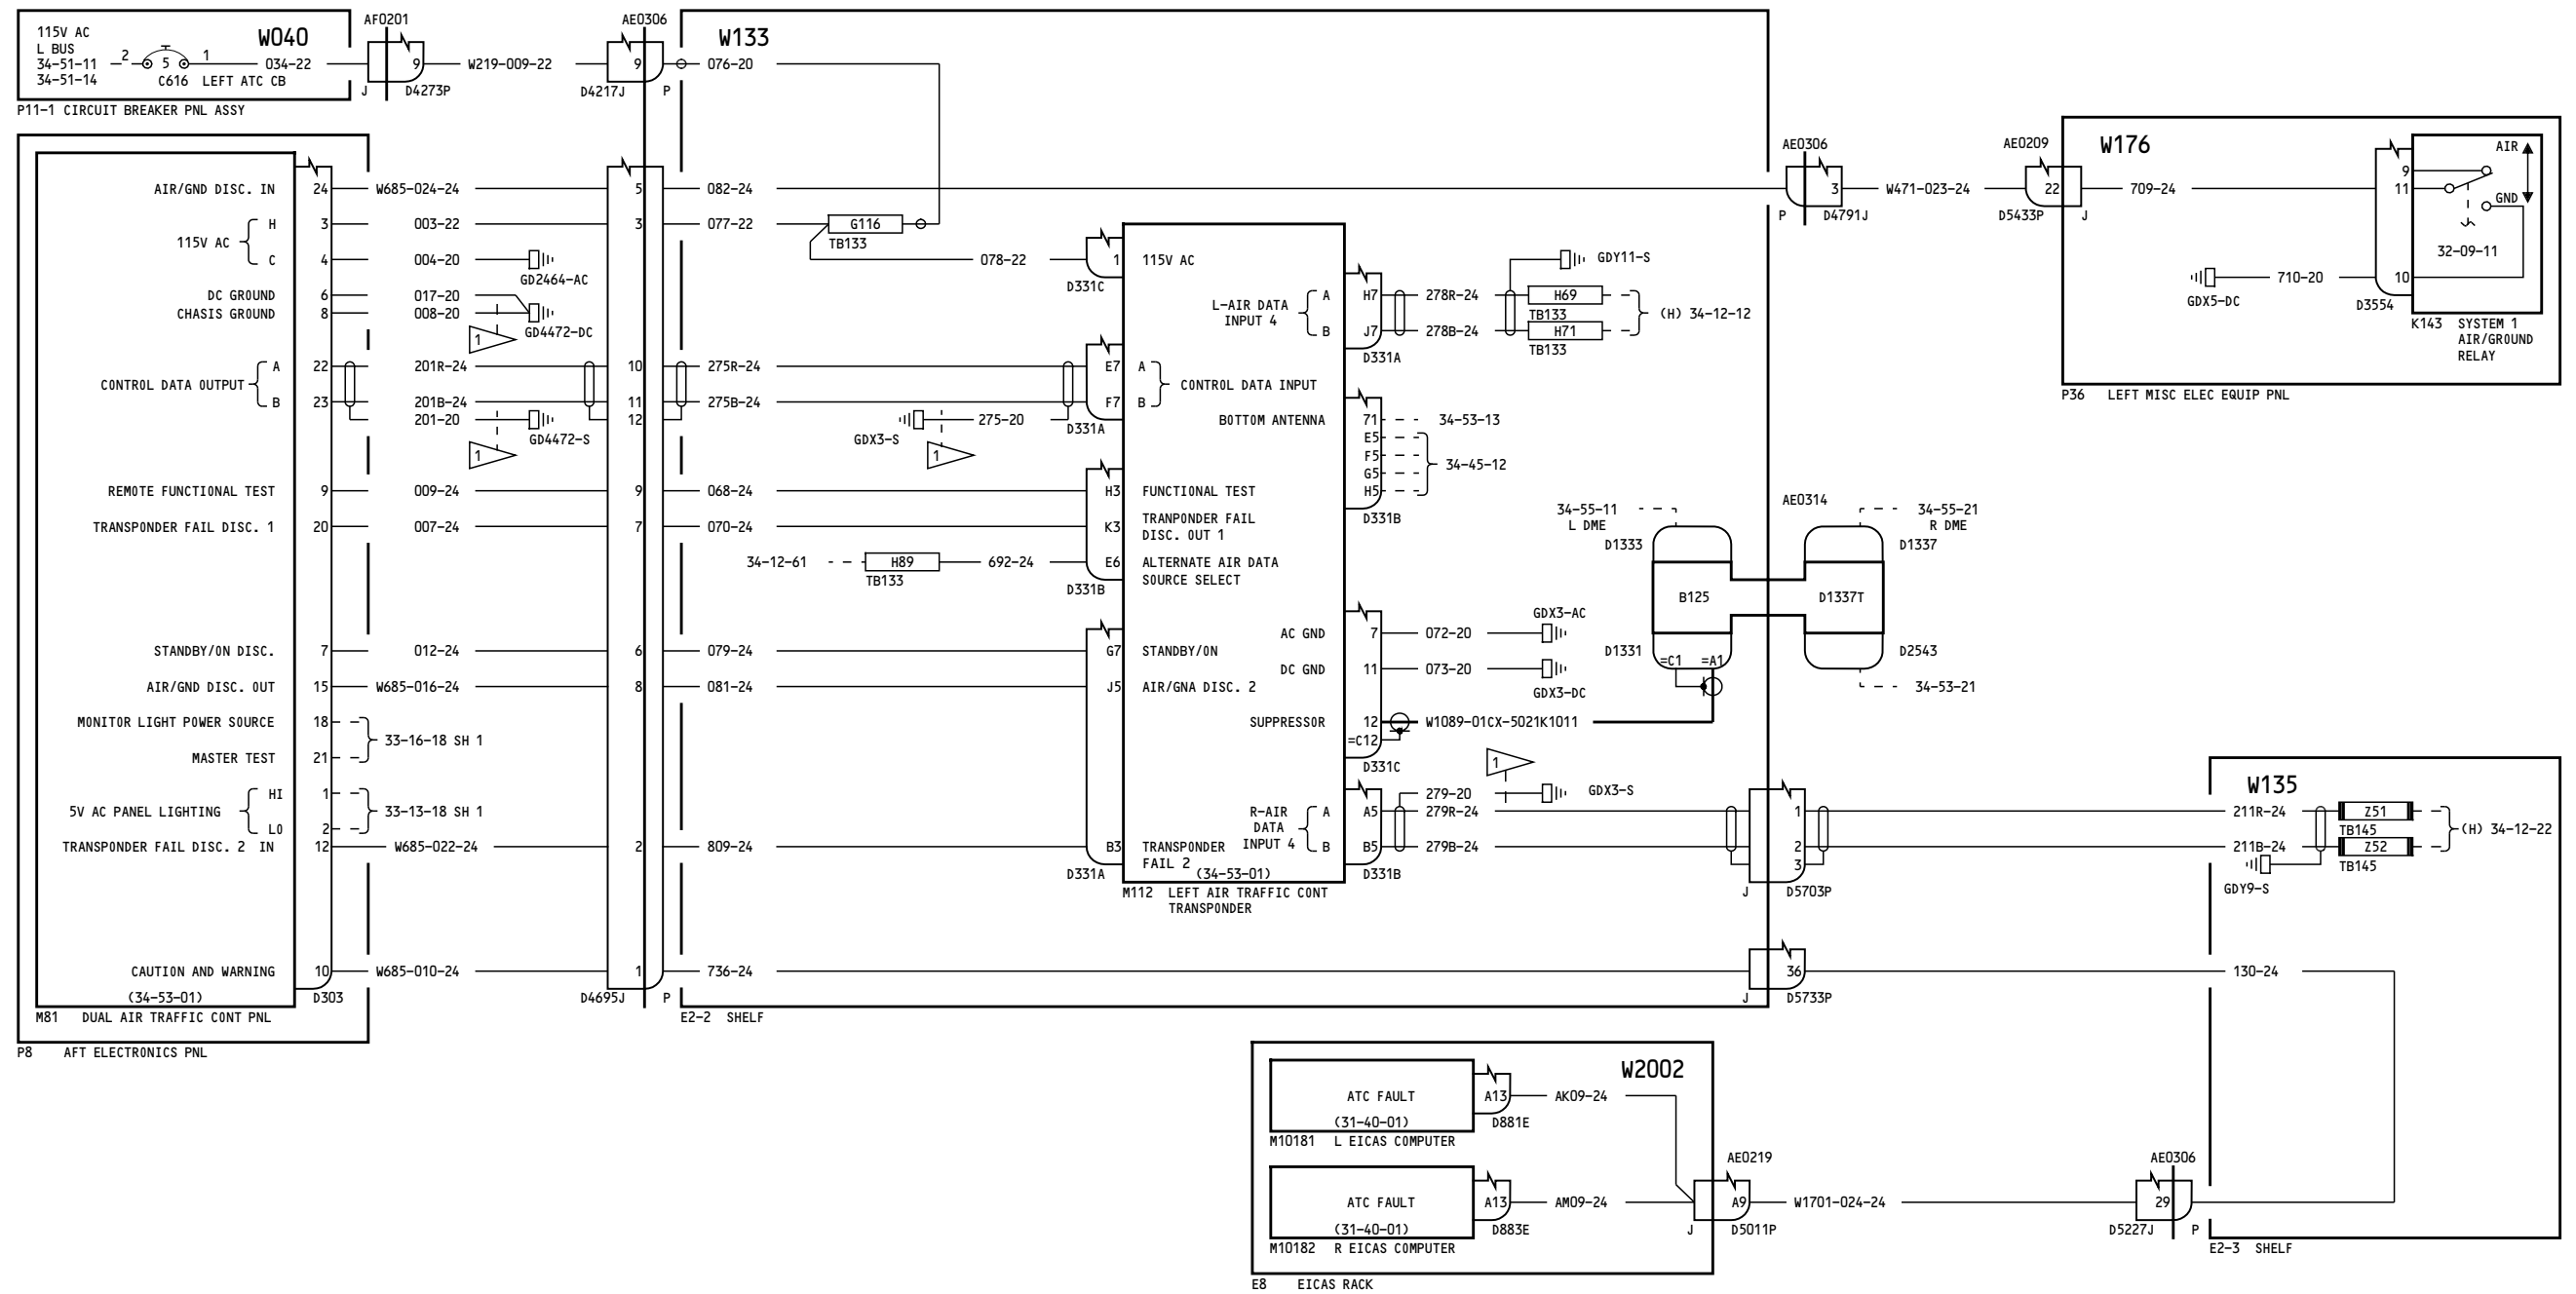 115V AC
L BUS
34-51-11
34-51-14
2
5
1
C616 LEFT ATC CB
W040
034-22
P11-1 CIRCUIT BREAKER PNL ASSY
AF0201
9
J
D4273P
W219-009-22
AE0306
9
D4217J
P
W133
076-20
AIR/GND DISC. IN
24
W685-024-24
5
082-24
115V AC
H
3
003-22
3
077-22
G116
TB133
C
4
004-20
GD2464-AC
078-22
1
115V AC
D331C
DC GROUND
6
017-20
CHASIS GROUND
8
008-20
GD4472-DC
1
CONTROL DATA OUTPUT
A
22
201R-24
10
275R-24
E7
A
B
23
201B-24
11
275B-24
F7
B
CONTROL DATA INPUT
201-20
GD4472-S
12
GDX3-S
275-20
D331A
1
1
REMOTE FUNCTIONAL TEST
9
009-24
9
068-24
H3
FUNCTIONAL TEST
TRANSPONDER FAIL DISC. 1
20
007-24
7
070-24
K3
TRANPONDER FAIL
DISC. OUT 1
34-12-61
H89
TB133
692-24
E6
ALTERNATE AIR DATA
SOURCE SELECT
D331B
STANDBY/ON DISC.
7
012-24
6
079-24
G7
STANDBY/ON
AIR/GND DISC. OUT
15
W685-016-24
8
081-24
J5
AIR/GNA DISC. 2
MONITOR LIGHT POWER SOURCE
18
33-16-18 SH 1
MASTER TEST
21
5V AC PANEL LIGHTING
HI
1
33-13-18 SH 1
LO
2
TRANSPONDER FAIL DISC. 2 IN
12
W685-022-24
2
809-24
B3
TRANSPONDER
FAIL 2
D331A
CAUTION AND WARNING
10
W685-010-24
1
736-24
(34-53-01)
D303
D4695J
P
M81 DUAL AIR TRAFFIC CONT PNL
P8 AFT ELECTRONICS PNL
E2-2 SHELF
L-AIR DATA
INPUT 4
A
H7
278R-24
H69
TB133
B
J7
278B-24
H71
TB133
GDY11-S
(H) 34-12-12
D331A
BOTTOM ANTENNA
71
34-53-13
E5
F5
G5
H5
34-45-12
D331B
AC GND
7
072-20
GDX3-AC
DC GND
11
073-20
GDX3-DC
SUPPRESSOR
12
W1089-01CX-5021K1011
=C12
D331C
1
279-20
GDX3-S
R-AIR
DATA
INPUT 4
A
A5
279R-24
B
B5
279B-24
D331B
(34-53-01)
M112 LEFT AIR TRAFFIC CONT
TRANSPONDER
34-55-11
L DME
D1333
B125
D1331
=C1
=A1
AE0314
34-55-21
R DME
D1337
D1337T
D2543
34-53-21
AE0306
3
P
D4791J
W471-023-24
AE0209
22
D5433P
J
W176
709-24
9
11
AIR
GND
32-09-11
GDX5-DC
710-20
10
D3554
K143 SYSTEM 1
AIR/GROUND
RELAY
P36 LEFT MISC ELEC EQUIP PNL
1
2
3
J
D5703P
W135
211R-24
Z51
TB145
211B-24
Z52
TB145
(H) 34-12-22
GDY9-S
36
J
D5733P
130-24
W2002
ATC FAULT
A13
AK09-24
(31-40-01)
D881E
M10181 L EICAS COMPUTER
ATC FAULT
A13
AM09-24
(31-40-01)
D883E
M10182 R EICAS COMPUTER
E8 EICAS RACK
AE0219
A9
J
D5011P
W1701-024-24
AE0306
29
D5227J
P
E2-3 SHELF